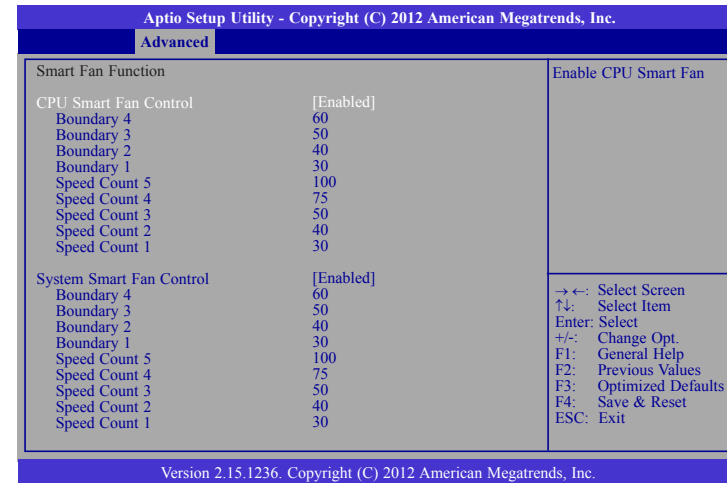 Aptio Setup Utility - Copyright (C) 2012 American Megatrends, Inc.
Advanced
Smart Fan Function
CPU Smart Fan Control [Enabled]
Boundary 4 60
Boundary 3 50
Boundary 2 40
Boundary 1 30
Speed Count 5 100
Speed Count 4 75
Speed Count 3 50
Speed Count 2 40
Speed Count 1 30
System Smart Fan Control [Enabled]
Boundary 4 60
Boundary 3 50
Boundary 2 40
Boundary 1 30
Speed Count 5 100
Speed Count 4 75
Speed Count 3 50
Speed Count 2 40
Speed Count 1 30
Enable CPU Smart Fan
→←: Select Screen
↑↓: Select Item
Enter: Select
+/-: Change Opt.
F1: General Help
F2: Previous Values
F3: Optimized Defaults
F4: Save & Reset
ESC: Exit
Version 2.15.1236. Copyright (C) 2012 American Megatrends, Inc.